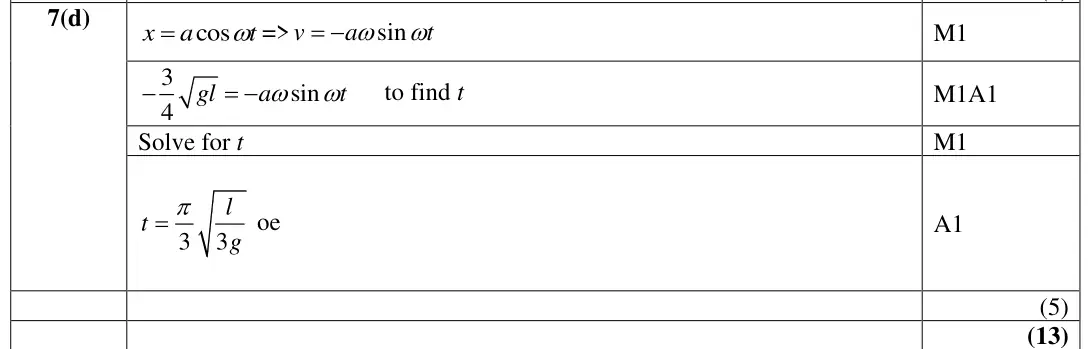 7(d)
x = a cos ωt => v = −aω sin ωt M1
−3/4 √(gl) = −aω sin ωt to find t M1A1
Solve for t M1
t = π/3 √(l/3g) oe A1
(5)
(13)